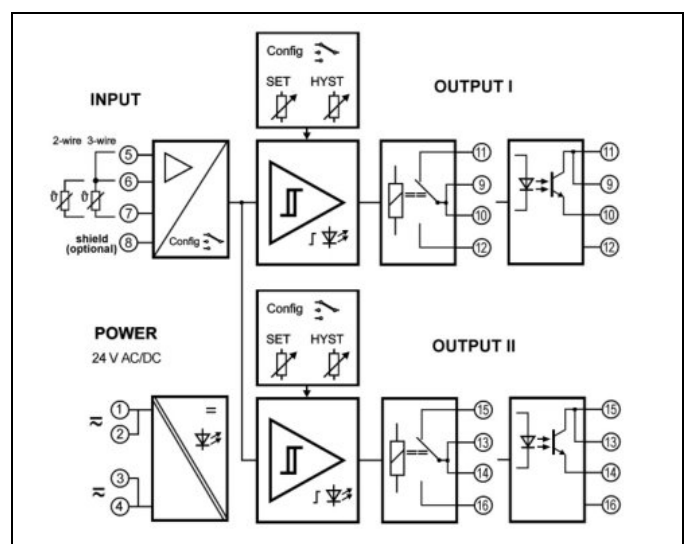 Config
SET HYST
INPUT
OUTPUT I
2-wire 3-wire
5
6
7
shield
(optional) 8
ϑ ϑ
Config
11
9
10
12
11
9
10
12
POWER
24 V AC/DC
Config
SET HYST
OUTPUT II
1
2
3
4
15
13
14
16
15
13
14
16